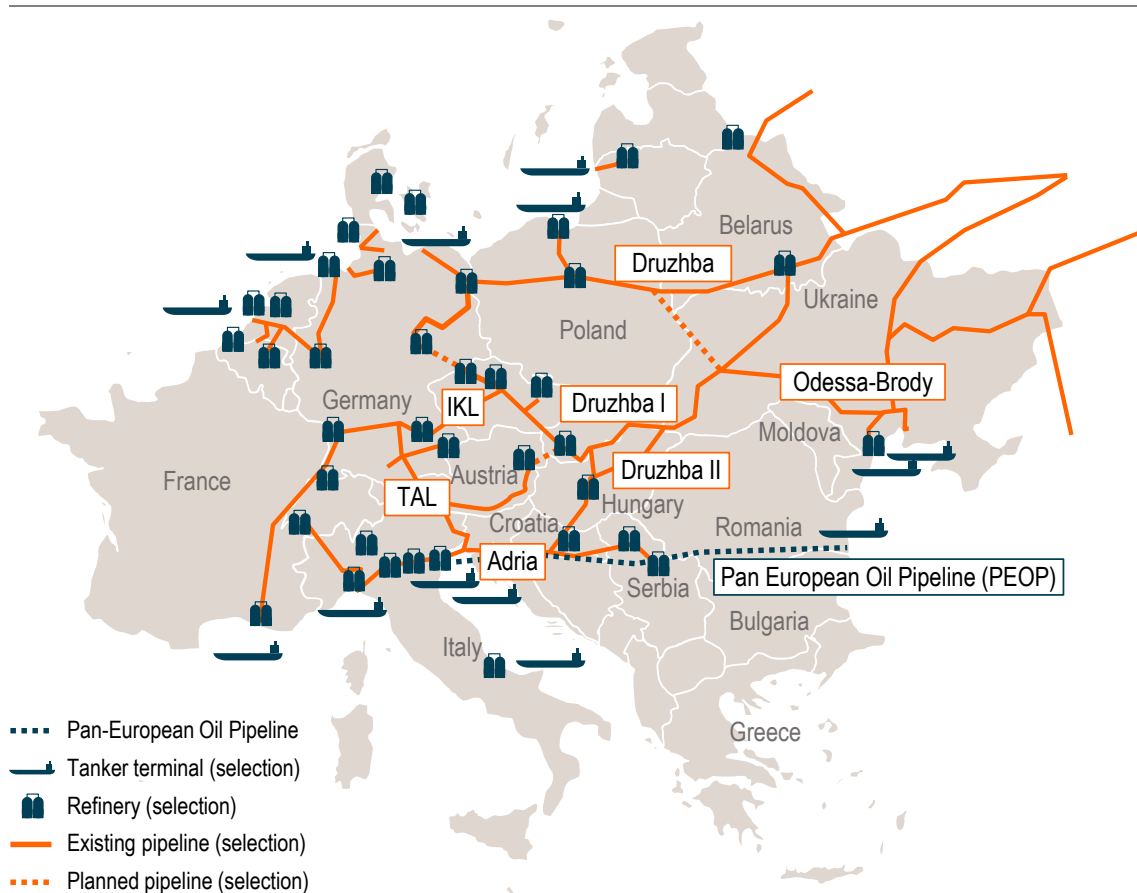 Belarus
Druzhba
Ukraine
Poland
Odessa-Brody
Germany
IKL
Druzhba I
Moldova
France
Austria
Druzhba II
TAL
Hungary
Croatia
Romania
Adria
Pan European Oil Pipeline (PEOP)
Serbia
Bulgaria
Italy
Greece
Pan-European Oil Pipeline
Tanker terminal (selection)
Refinery (selection)
Existing pipeline (selection)
Planned pipeline (selection)